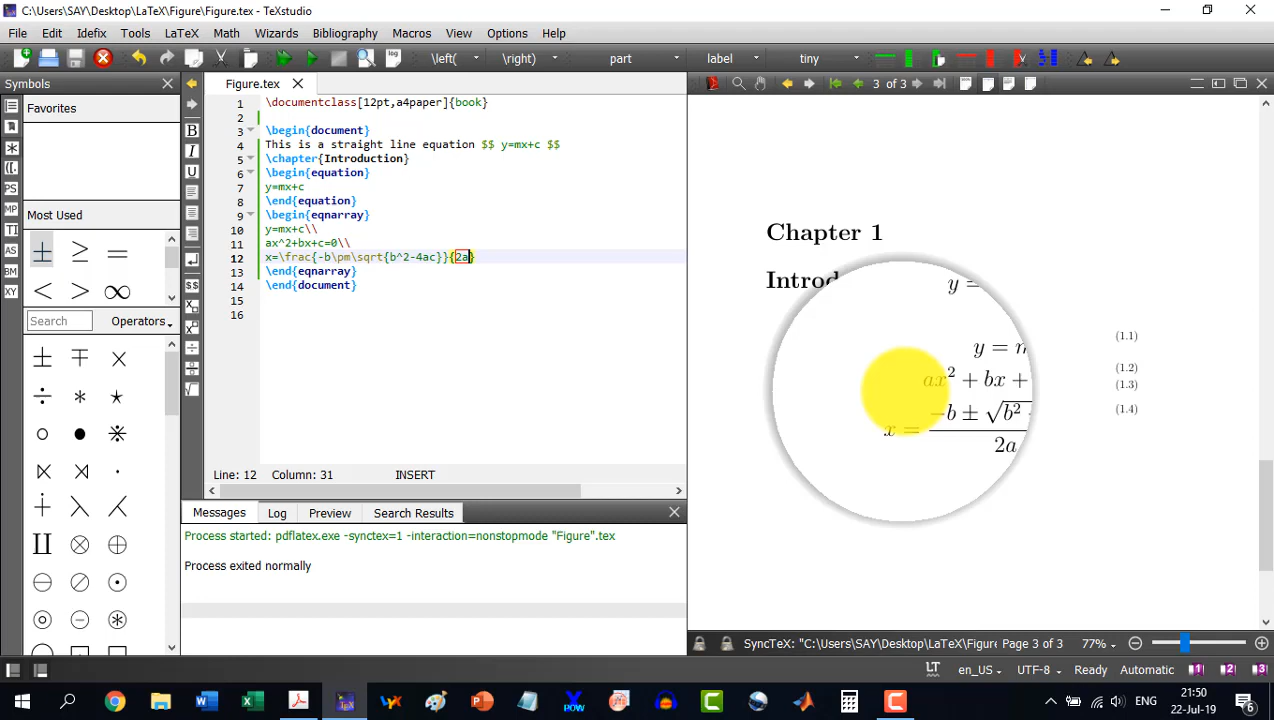 C:\Users\SAY\Desktop\LaTeX\Figure\Figure.tex - TeXstudio
File Edit Idefix Tools LaTeX Math Wizards Bibliography Macros View Options Help
\left( \right) part label tiny 3 of 3
Symbols
Favorites
Most Used
± ≥ =
< > ∞
Search Operators
Figure.tex
1 \documentclass[12pt,a4paper]{book}
2
3 \begin{document}
4 This is a straight line equation $$ y=mx+c $$
5 \chapter{Introduction}
6 \begin{equation}
7 y=mx+c
8 \end{equation}
9 \begin{eqnarray}
10 y=mx+c\\
11 ax^2+bx+c=0\\
12 x=\frac{-b\pm\sqrt{b^2-4ac}}{2a}
13 \end{eqnarray}
14 \end{document}
15
16
Line: 12 Column: 31 INSERT
Messages Log Preview Search Results
Process started: pdflatex.exe -synctex=1 -interaction=nonstopmode "Figure".tex
Process exited normally
Chapter 1
Introd
y =
(1.1)
y = m
(1.2)
ax² + bx +
(1.3)
x = −b ± √b² 2a
(1.4)
SyncTeX: "C:\Users\SAY\Desktop\LaTeX\Figur Page 3 of 3 77%
LT en_US UTF-8 Ready Automatic 1 2 3
ENG 21:50 22-Jul-19 6